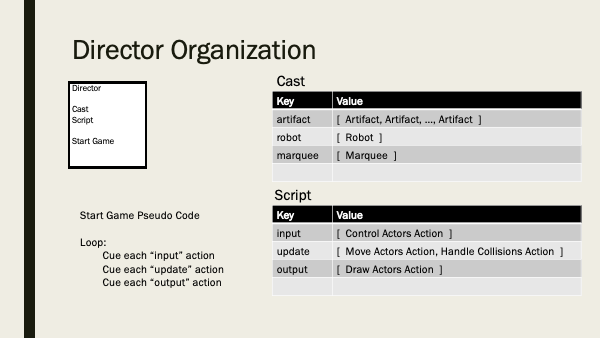 Director Organization
Director
Cast
Script
Start Game
Cast
Key Value
artifact [ Artifact, Artifact, ..., Artifact ]
robot [ Robot ]
marquee [ Marquee ]
Script
Key Value
input [ Control Actors Action ]
update [ Move Actors Action, Handle Collisions Action ]
output [ Draw Actors Action ]
Start Game Pseudo Code
Loop:
Cue each “input” action
Cue each “update” action
Cue each “output” action